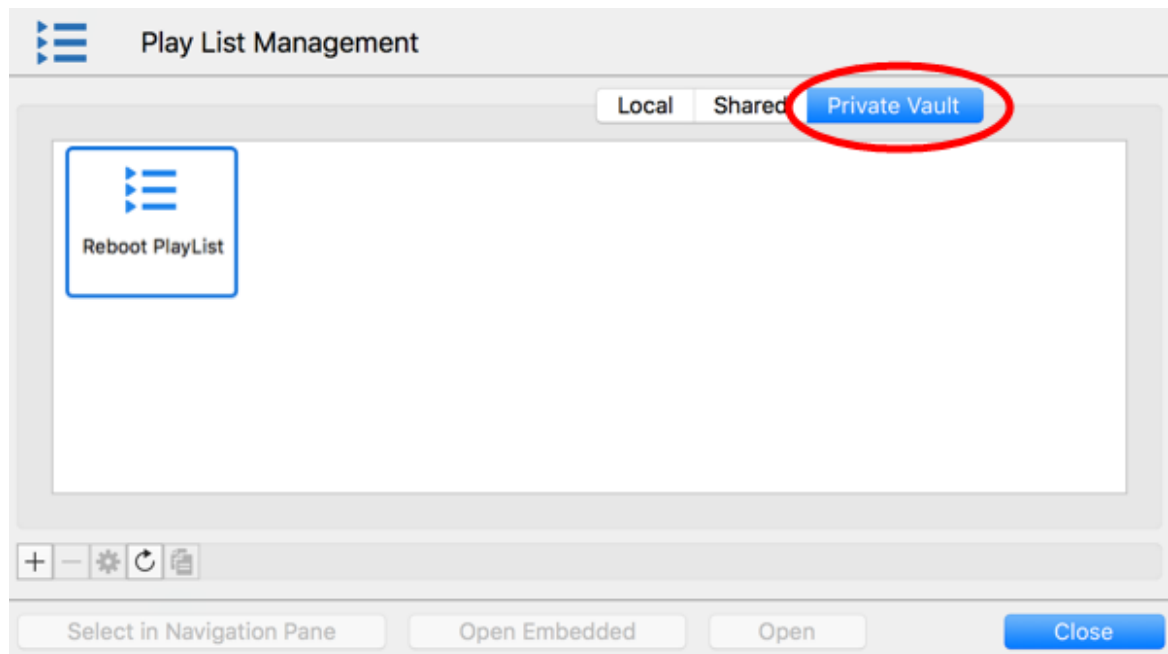 Play List Management
Local Shared Private Vault
Reboot PlayList
Select in Navigation Pane Open Embedded Open Close